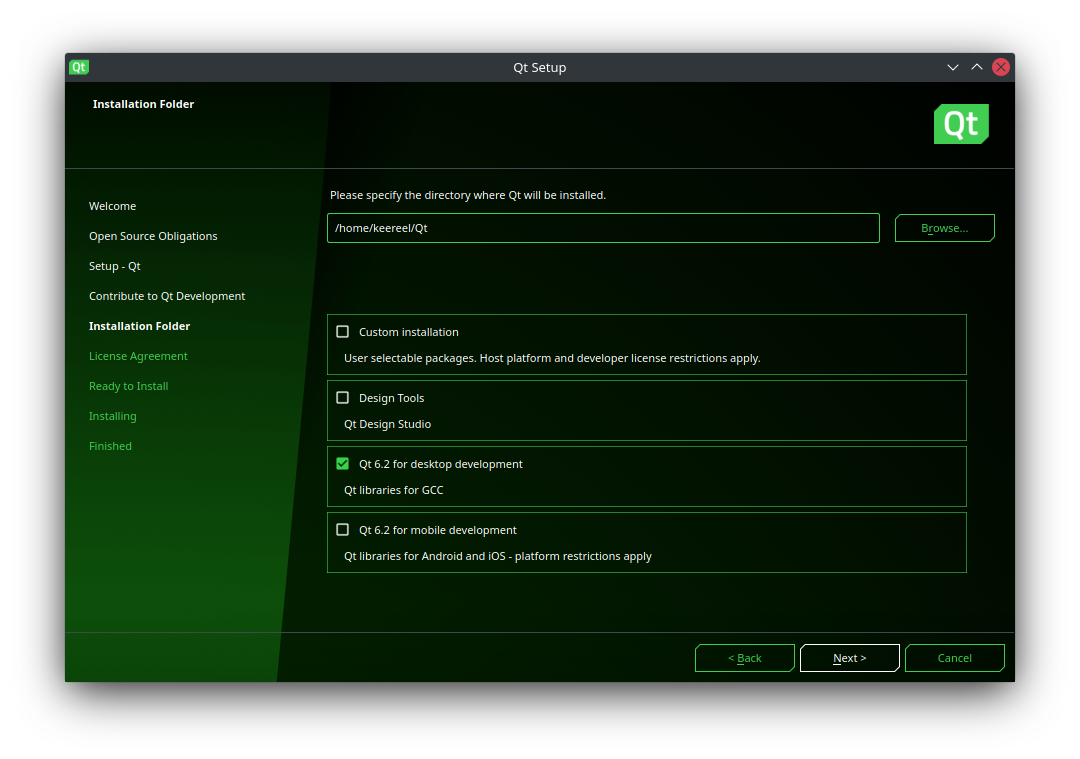 Qt
Qt Setup
Installation Folder
Qt
Welcome
Open Source Obligations
Setup - Qt
Contribute to Qt Development
Installation Folder
License Agreement
Ready to Install
Installing
Finished
Please specify the directory where Qt will be installed.
/home/keereel/Qt
Browse...
Custom installation
User selectable packages. Host platform and developer license restrictions apply.
Design Tools
Qt Design Studio
Qt 6.2 for desktop development
Qt libraries for GCC
Qt 6.2 for mobile development
Qt libraries for Android and iOS - platform restrictions apply
< Back
Next >
Cancel